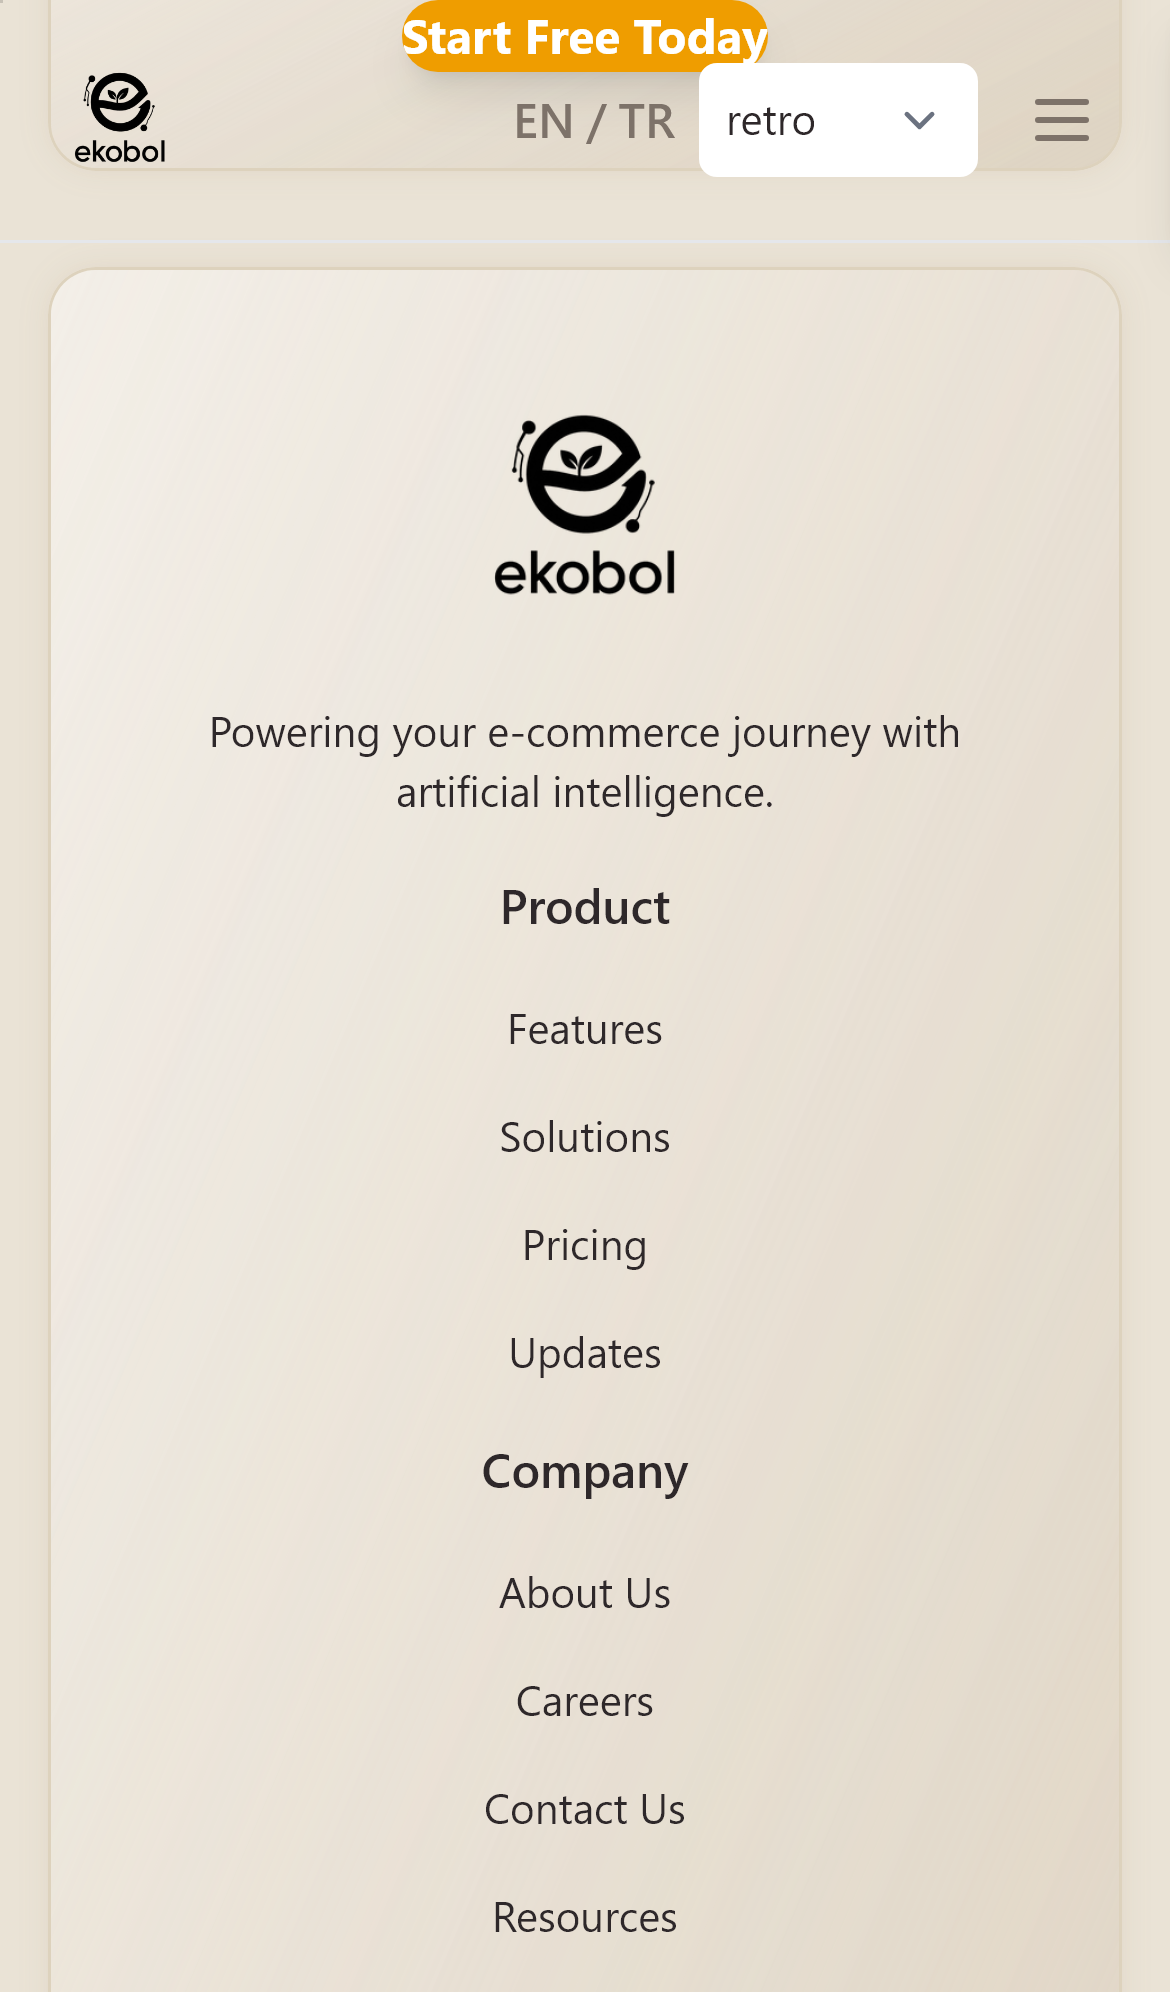 Start Free Today
ekobol
EN / TR
retro
ekobol
Powering your e-commerce journey with
artificial intelligence.
Product
Features
Solutions
Pricing
Updates
Company
About Us
Careers
Contact Us
Resources